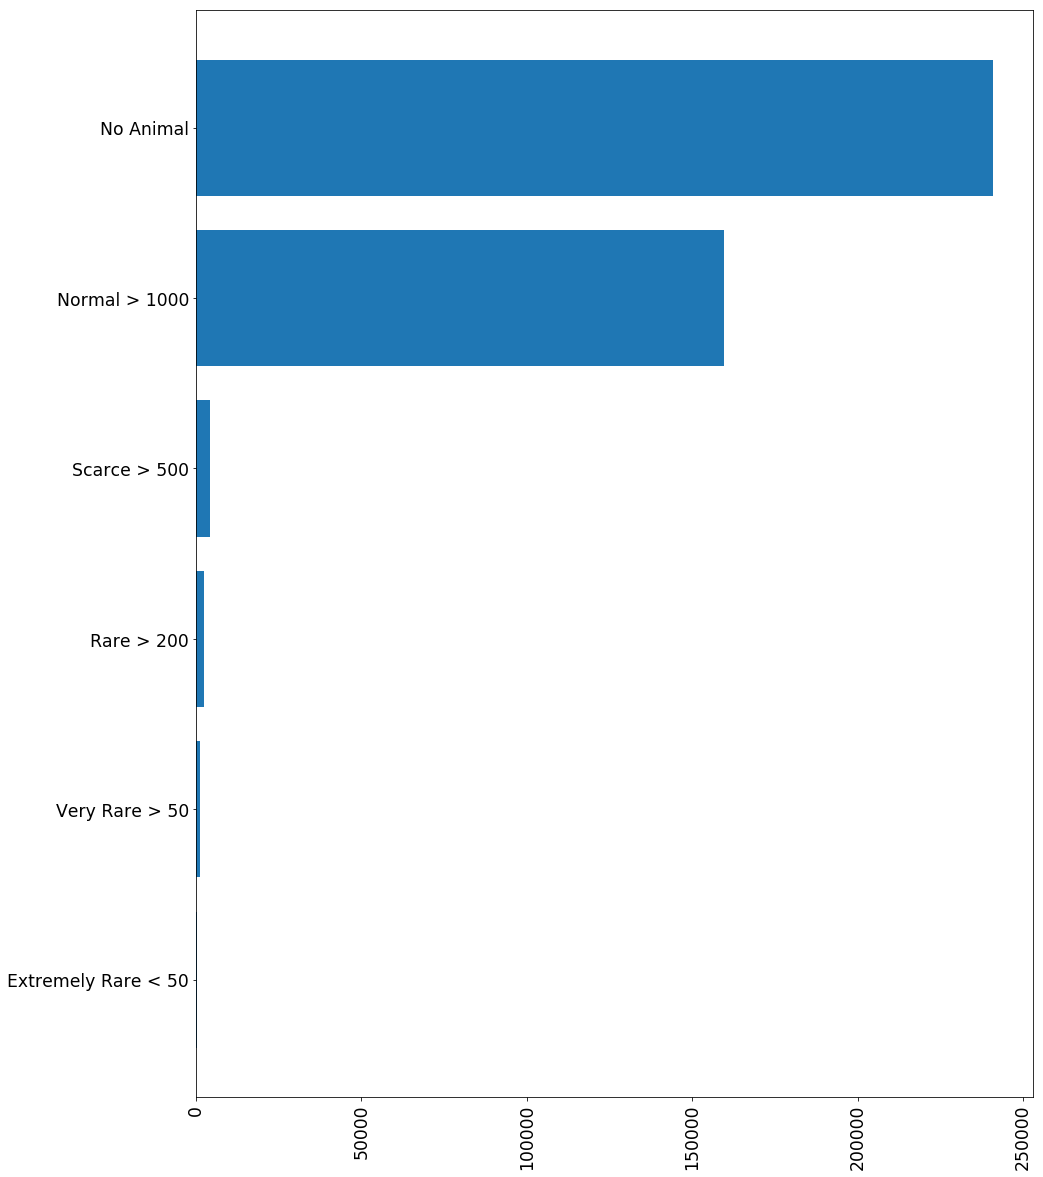 No Animal
Normal > 1000
Scarce > 500
Rare > 200
Very Rare > 50
Extremely Rare < 50
0
50000
100000
150000
200000
250000